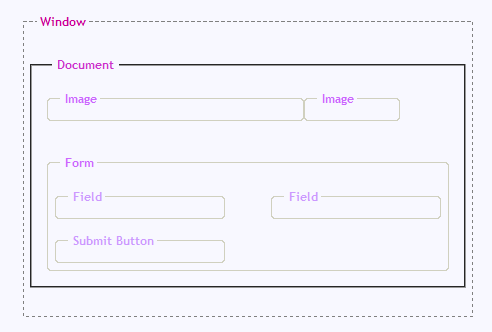 Window
Document
Image Image
Form
Field Field
Submit Button